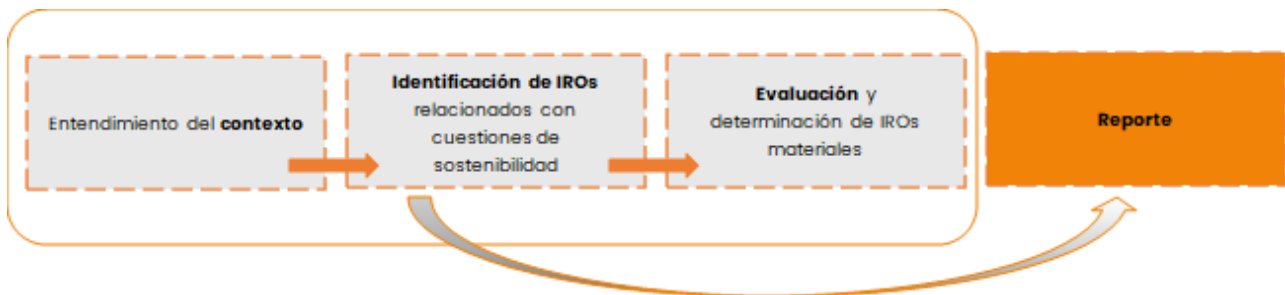 Entendimiento del contexto
Identificación de IROs
relacionados con
cuestiones de
sostenibilidad
Evaluación y
determinación de IROs
materiales
Reporte